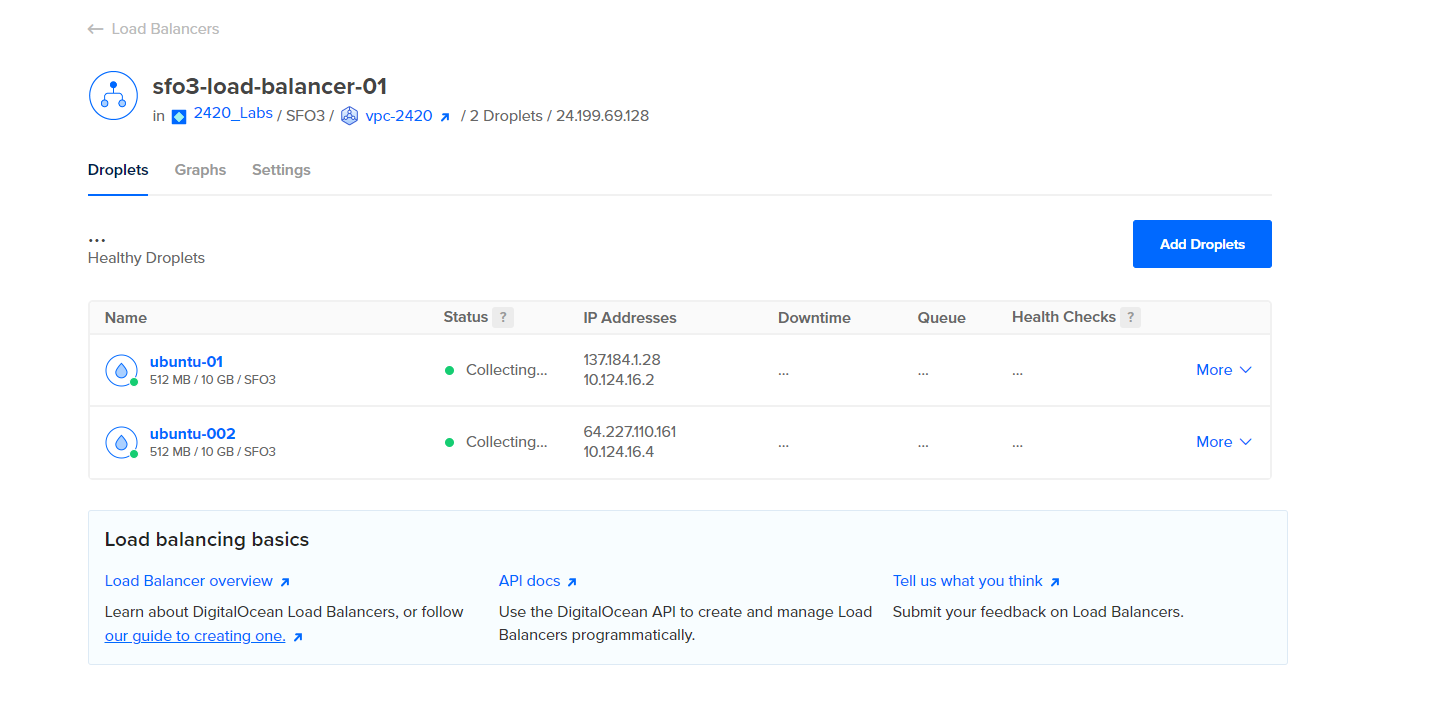 ← Load Balancers
sfo3-load-balancer-01
in 2420_Labs / SFO3 / vpc-2420 / 2 Droplets / 24.199.69.128
Droplets Graphs Settings
...
Healthy Droplets
Add Droplets
Name Status ? IP Addresses Downtime Queue Health Checks ?
ubuntu-01
512 MB / 10 GB / SFO3
Collecting...
137.184.1.28
10.124.16.2
... ... ...
More
ubuntu-002
512 MB / 10 GB / SFO3
Collecting...
64.227.110.161
10.124.16.4
... ... ...
More
Load balancing basics
Load Balancer overview
Learn about DigitalOcean Load Balancers, or follow
our guide to creating one.
API docs
Use the DigitalOcean API to create and manage Load
Balancers programmatically.
Tell us what you think
Submit your feedback on Load Balancers.